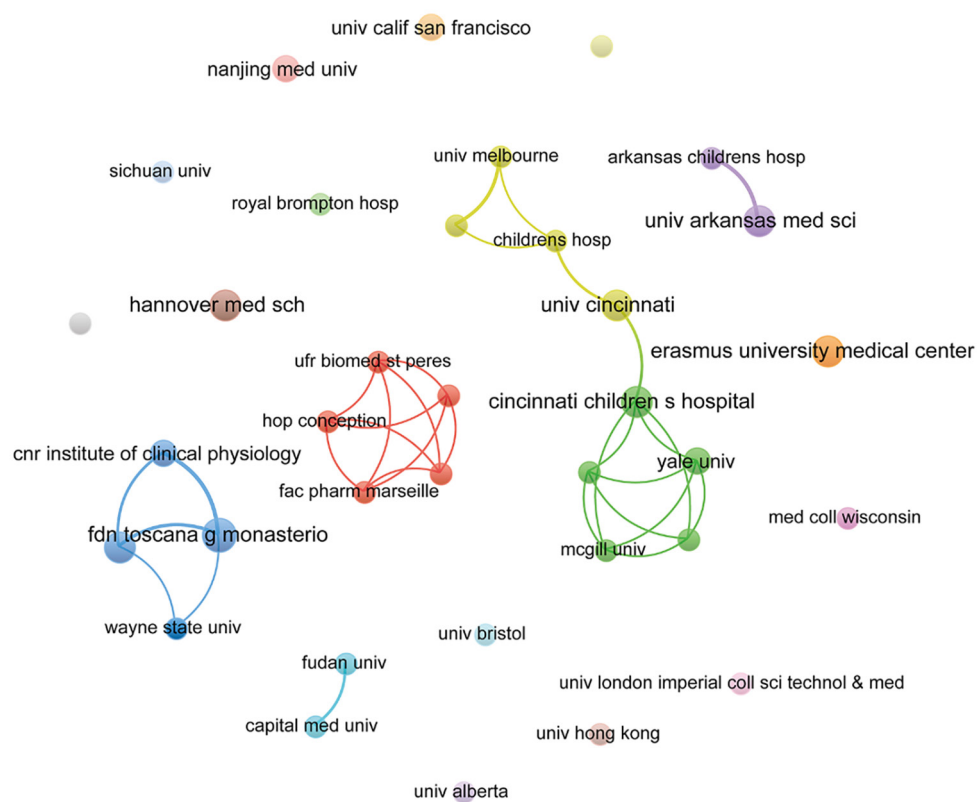 univ calif san francisco
nanjing med univ
univ melbourne
arkansas childrens hosp
sichuan univ
royal brompton hosp
univ arkansas med sci
childrens hosp
hannover med sch
univ cincinnati
erasmus university medical center
ufr biomed st peres
cincinnati children s hospital
hop conception
cnr institute of clinical physiology
yale univ
fac pharm marseille
med coll wisconsin
fdn toscana g monasterio
mcgill univ
wayne state univ
univ bristol
fudan univ
univ london imperial coll sci technol & med
capital med univ
univ hong kong
univ alberta